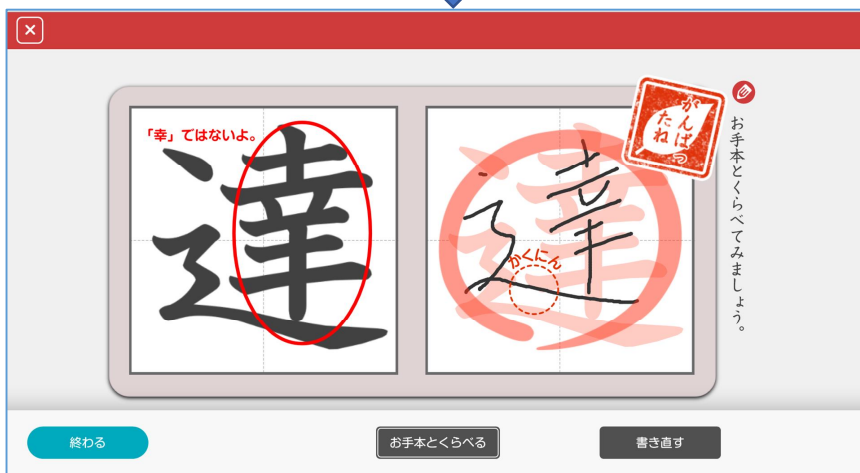 「幸」ではないよ。
達
達
かくにん
がんばっ
たね
お手本とくらべてみましょう。
終わる
お手本とくらべる
書き直す